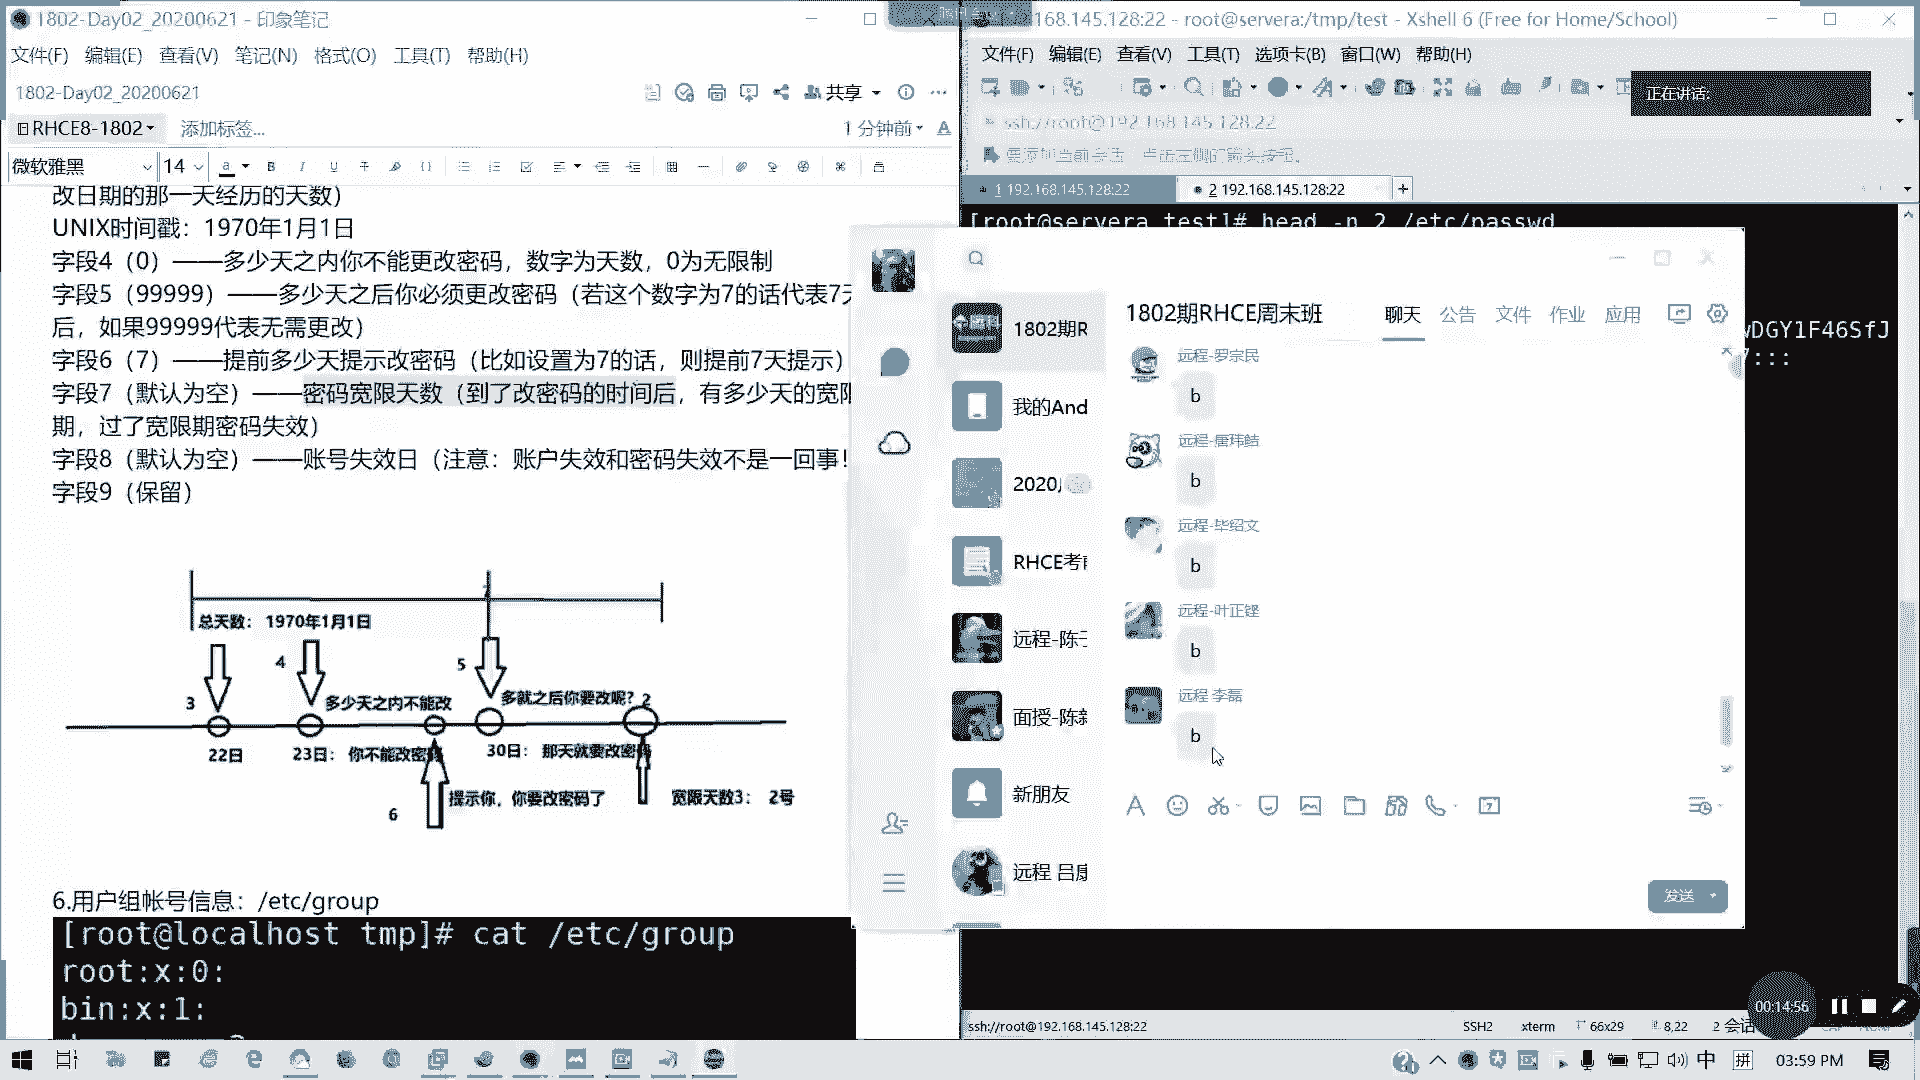 1802-Day02_20200621 - 印象笔记
文件(F) 编辑(E) 查看(V) 笔记(N) 格式(O) 工具(T) 帮助(H)
1802-Day02_20200621
共享
RHCE8-1802
添加标签...
1 分钟前
微软雅黑
14
改日期的那一天经历的天数）
UNIX时间戳：1970年1月1日
字段4（0）——多少天之内你不能更改密码，数字为天数，0为无限制
字段5（99999）——多少天之后你必须更改密码（若这个数字为7的话代表7天
后，如果99999代表无需更改）
字段6（7）——提前多少天提示改密码（比如设置为7的话，则提前7天提示）
字段7（默认为空）——密码宽限天数（到了改密码的时间后，有多少天的宽限
期，过了宽限期密码失效）
字段8（默认为空）——账号失效日（注意：账户失效和密码失效不是一回事！
字段9（保留）
总天数： 1970年1月1日
3
4
5
多少天之内不能改
多就之后你要改呢？
2
22日
23日： 你不能改密码
30日： 那天就要改密码
6
提示你，你要改密码了
宽限天数3： 2号
6.用户组帐号信息：/etc/group
[root@localhost tmp]# cat /etc/group
root:x:0:
bin:x:1:
168.145.128:22 - root@servera:/tmp/test - Xshell 6 (Free for Home/School)
文件(F) 编辑(E) 查看(V) 工具(T) 选项卡(B) 窗口(W) 帮助(H)
正在讲话:
ssh://root@192.168.145.128:22
要添加当前会话，点击左侧的箭头按钮。
1 192.168.145.128:22
2 192.168.145.128:22
[root@servera test]# head -n 2 /etc/passwd
wDGY1F46SfJ
7:::
1802期R
我的And
2020
RHCE考前
远程-陈
面授-陈
新朋友
远程 吕
1802期RHCE周末班
聊天 公告 文件 作业 应用
远程-罗宗民
b
远程-唐玮皓
b
远程-毕绍文
b
远程-叶正铿
b
远程 李磊
b
发送
00:14:56
ssh://root@192.168.145.128:22
SSH2
xterm
66x29
8,22
2 会话
中
拼
03:59 PM